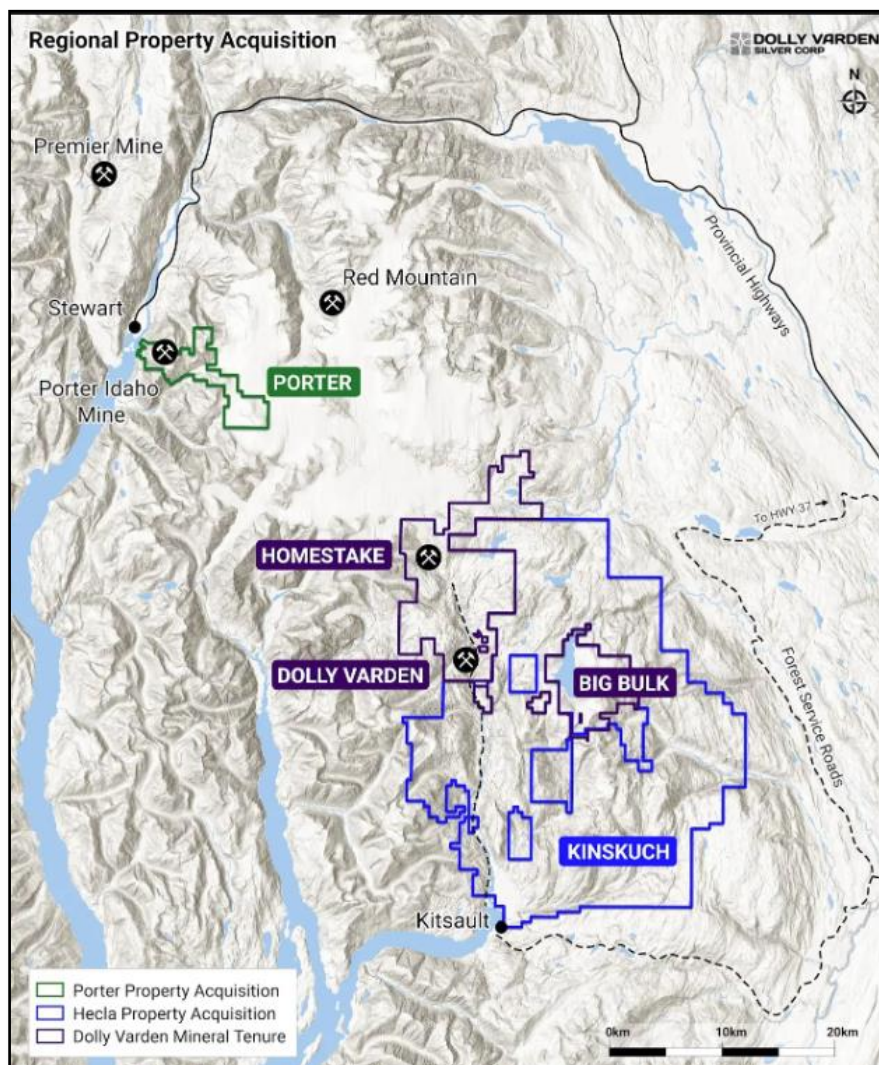 Regional Property Acquisition
DOLLY VARDEN
SILVER CORP
N
Premier Mine
Provincial Highways
Red Mountain
Stewart
PORTER
Porter Idaho
Mine
To HWY 37
HOMESTAKE
DOLLY VARDEN
BIG BULK
Forest Service Roads
KINSKUCH
Kitsault
Porter Property Acquisition
Hecla Property Acquisition
Dolly Varden Mineral Tenure
0km 10km 20km